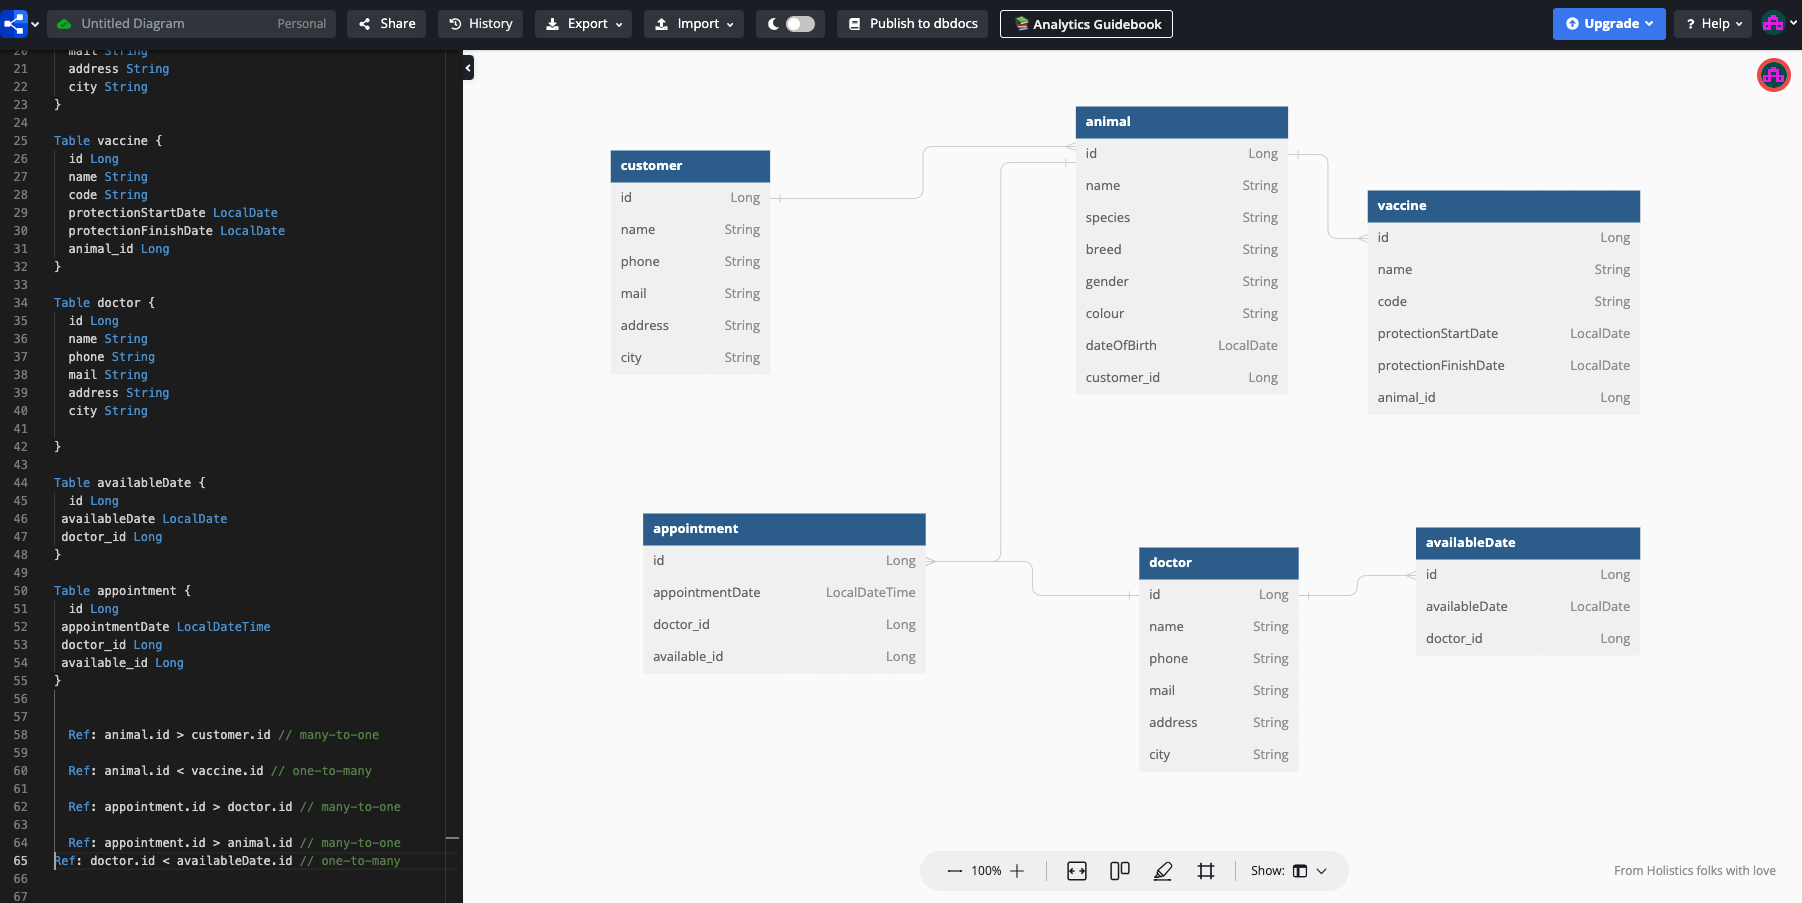 Untitled Diagram Personal Share History Export Import Publish to dbdocs Analytics Guidebook Upgrade ? Help
20 mail String
21 address String
22 city String
23 }
24
25 Table vaccine {
26 id Long
27 name String
28 code String
29 protectionStartDate LocalDate
30 protectionFinishDate LocalDate
31 animal_id Long
32 }
33
34 Table doctor {
35 id Long
36 name String
37 phone String
38 mail String
39 address String
40 city String
41
42 }
43
44 Table availableDate {
45 id Long
46 availableDate LocalDate
47 doctor_id Long
48 }
49
50 Table appointment {
51 id Long
52 appointmentDate LocalDateTime
53 doctor_id Long
54 available_id Long
55 }
56
57
58 Ref: animal.id > customer.id // many-to-one
59
60 Ref: animal.id < vaccine.id // one-to-many
61
62 Ref: appointment.id > doctor.id // many-to-one
63
64 Ref: appointment.id > animal.id // many-to-one
65 Ref: doctor.id < availableDate.id // one-to-many
66
67
customer
id Long
name String
phone String
mail String
address String
city String
animal
id Long
name String
species String
breed String
gender String
colour String
dateOfBirth LocalDate
customer_id Long
vaccine
id Long
name String
code String
protectionStartDate LocalDate
protectionFinishDate LocalDate
animal_id Long
appointment
id Long
appointmentDate LocalDateTime
doctor_id Long
available_id Long
doctor
id Long
name String
phone String
mail String
address String
city String
availableDate
id Long
availableDate LocalDate
doctor_id Long
100% Show:
From Holistics folks with love